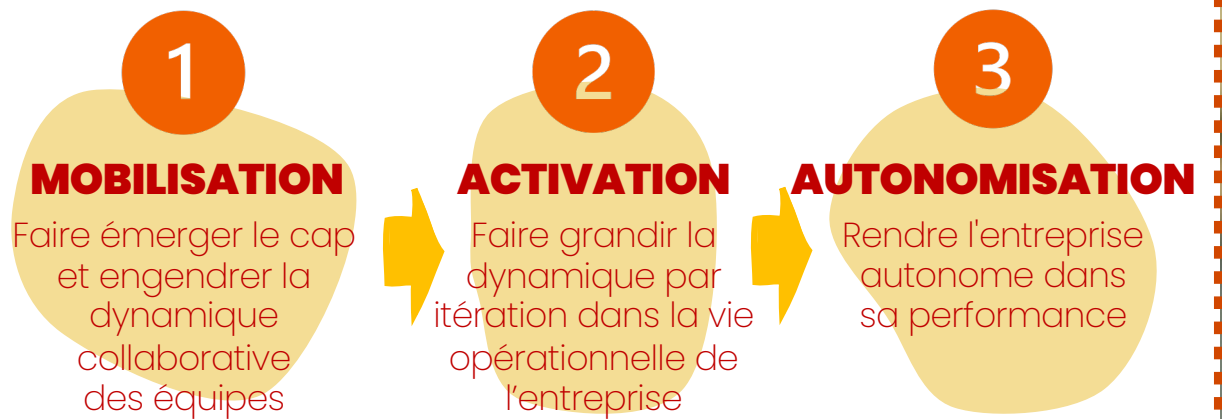 1
MOBILISATION
Faire émerger le cap
et engendrer la
dynamique
collaborative
des équipes
2
ACTIVATION
Faire grandir la
dynamique par
itération dans la vie
opérationnelle de
l’entreprise
3
AUTONOMISATION
Rendre l'entreprise
autonome dans
sa performance